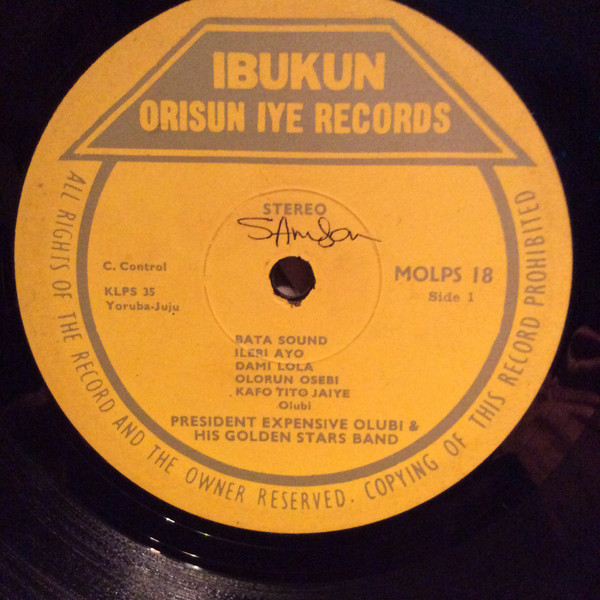 IBUKUN
ORISUN IYE RECORDS
STEREO
Samson
C. Control
KLPS 35
Yoruba-Juju
MOLPS 18
Side 1
BATA SOUND
ILERI AYO
DAMI LOLA
OLORUN OSEBI
KAFO TITO JAIYE
Olubi
PRESIDENT EXPENSIVE OLUBI &
HIS GOLDEN STARS BAND
ALL RIGHTS OF THE RECORD AND THE OWNER RESERVED. COPYING OF THIS RECORD PROHIBITED